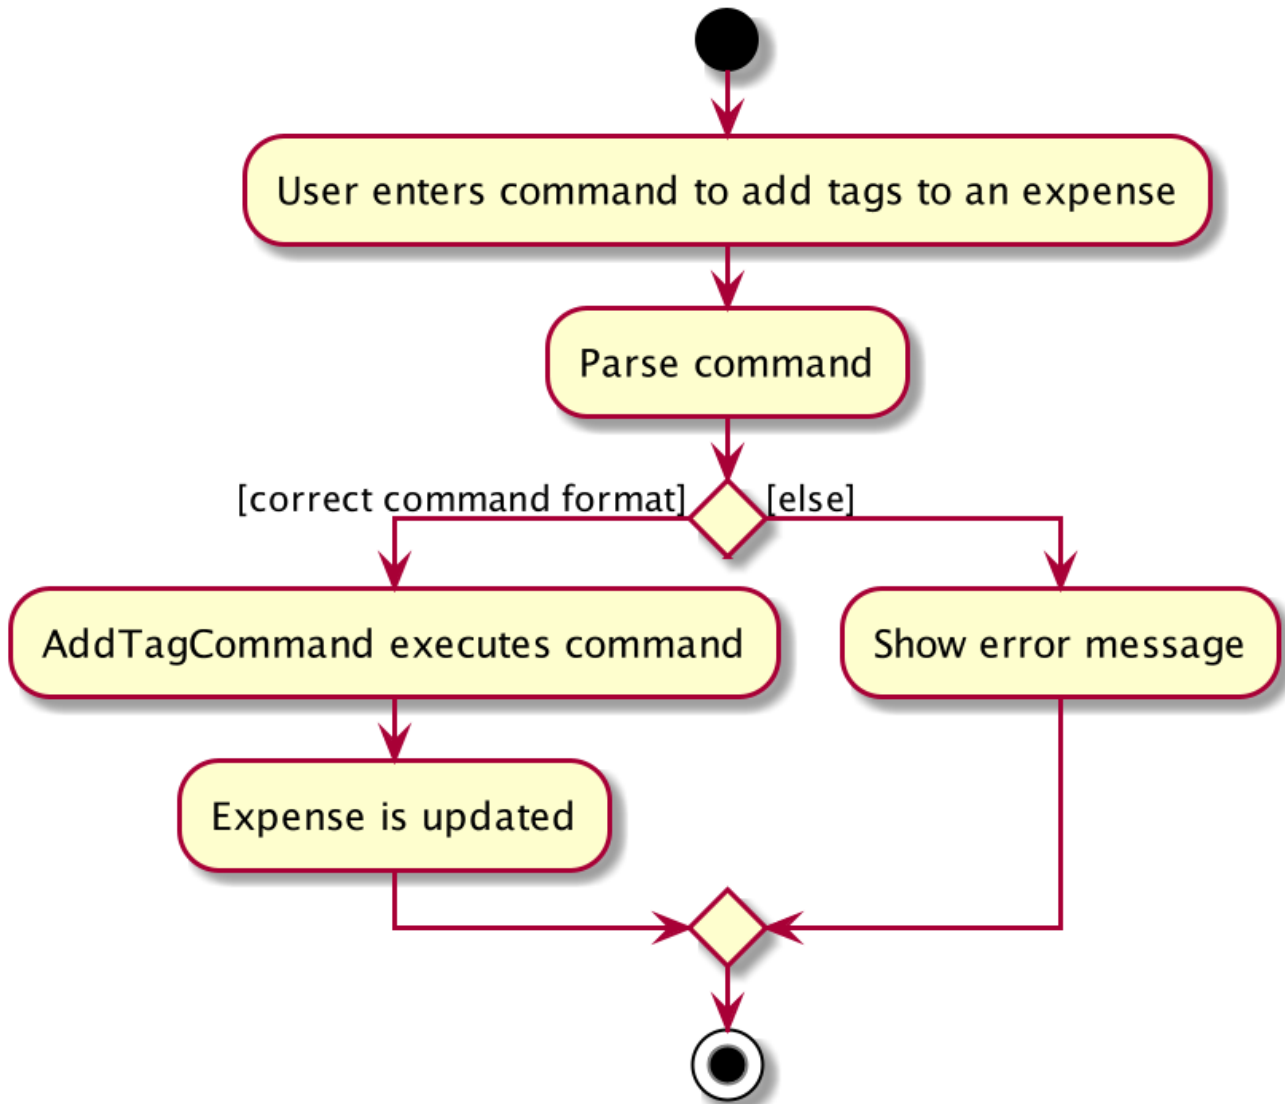 User enters command to add tags to an expense
Parse command
[correct command format]
[else]
AddTagCommand executes command
Show error message
Expense is updated